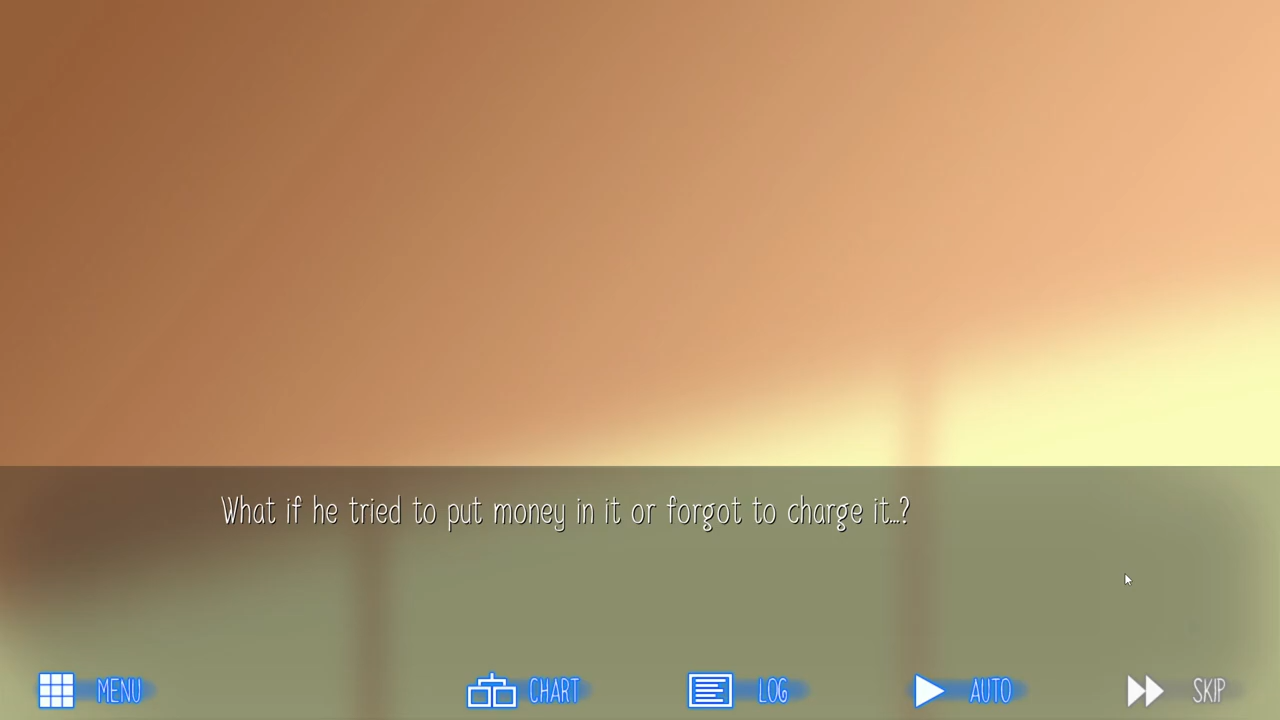 What if he tried to put money in it or forgot to charge it...?
MENU
CHART
LOG
AUTO
SKIP